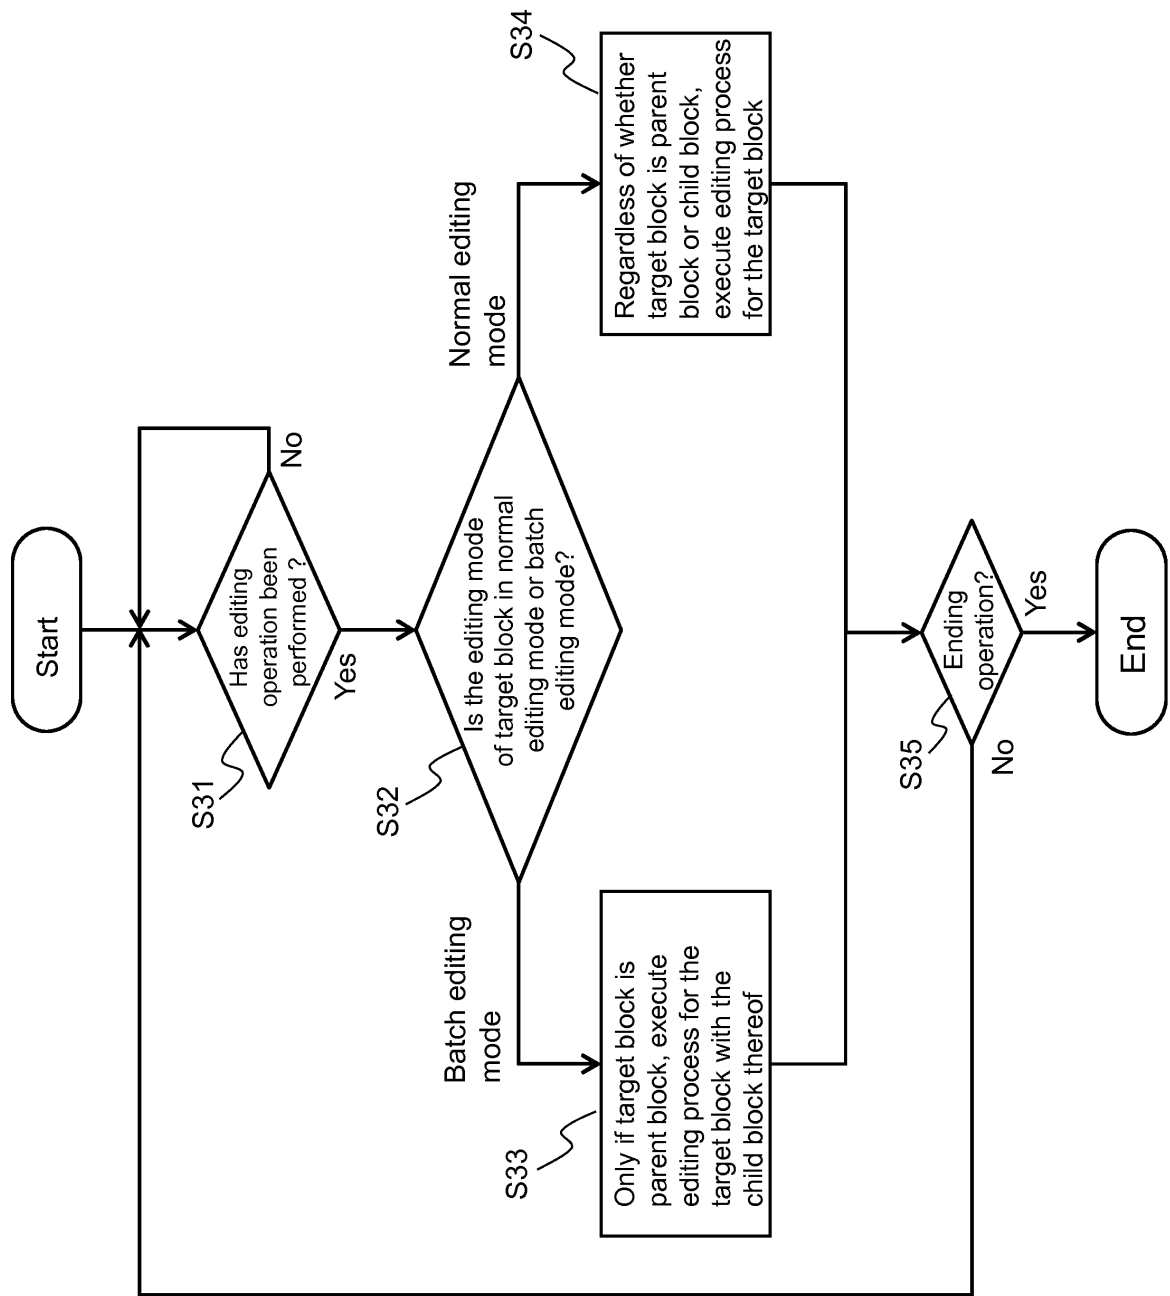 Start
S31
Has editing
operation been
performed ?
No
Yes
S32
Is the editing mode
of target block in normal
editing mode or batch
editing mode?
Batch editing
mode
Normal editing
mode
S33
Only if target block is
parent block, execute
editing process for the
target block with the
child block thereof
S34
Regardless of whether
target block is parent
block or child block,
execute editing process
for the target block
S35
Ending
operation?
No
Yes
End